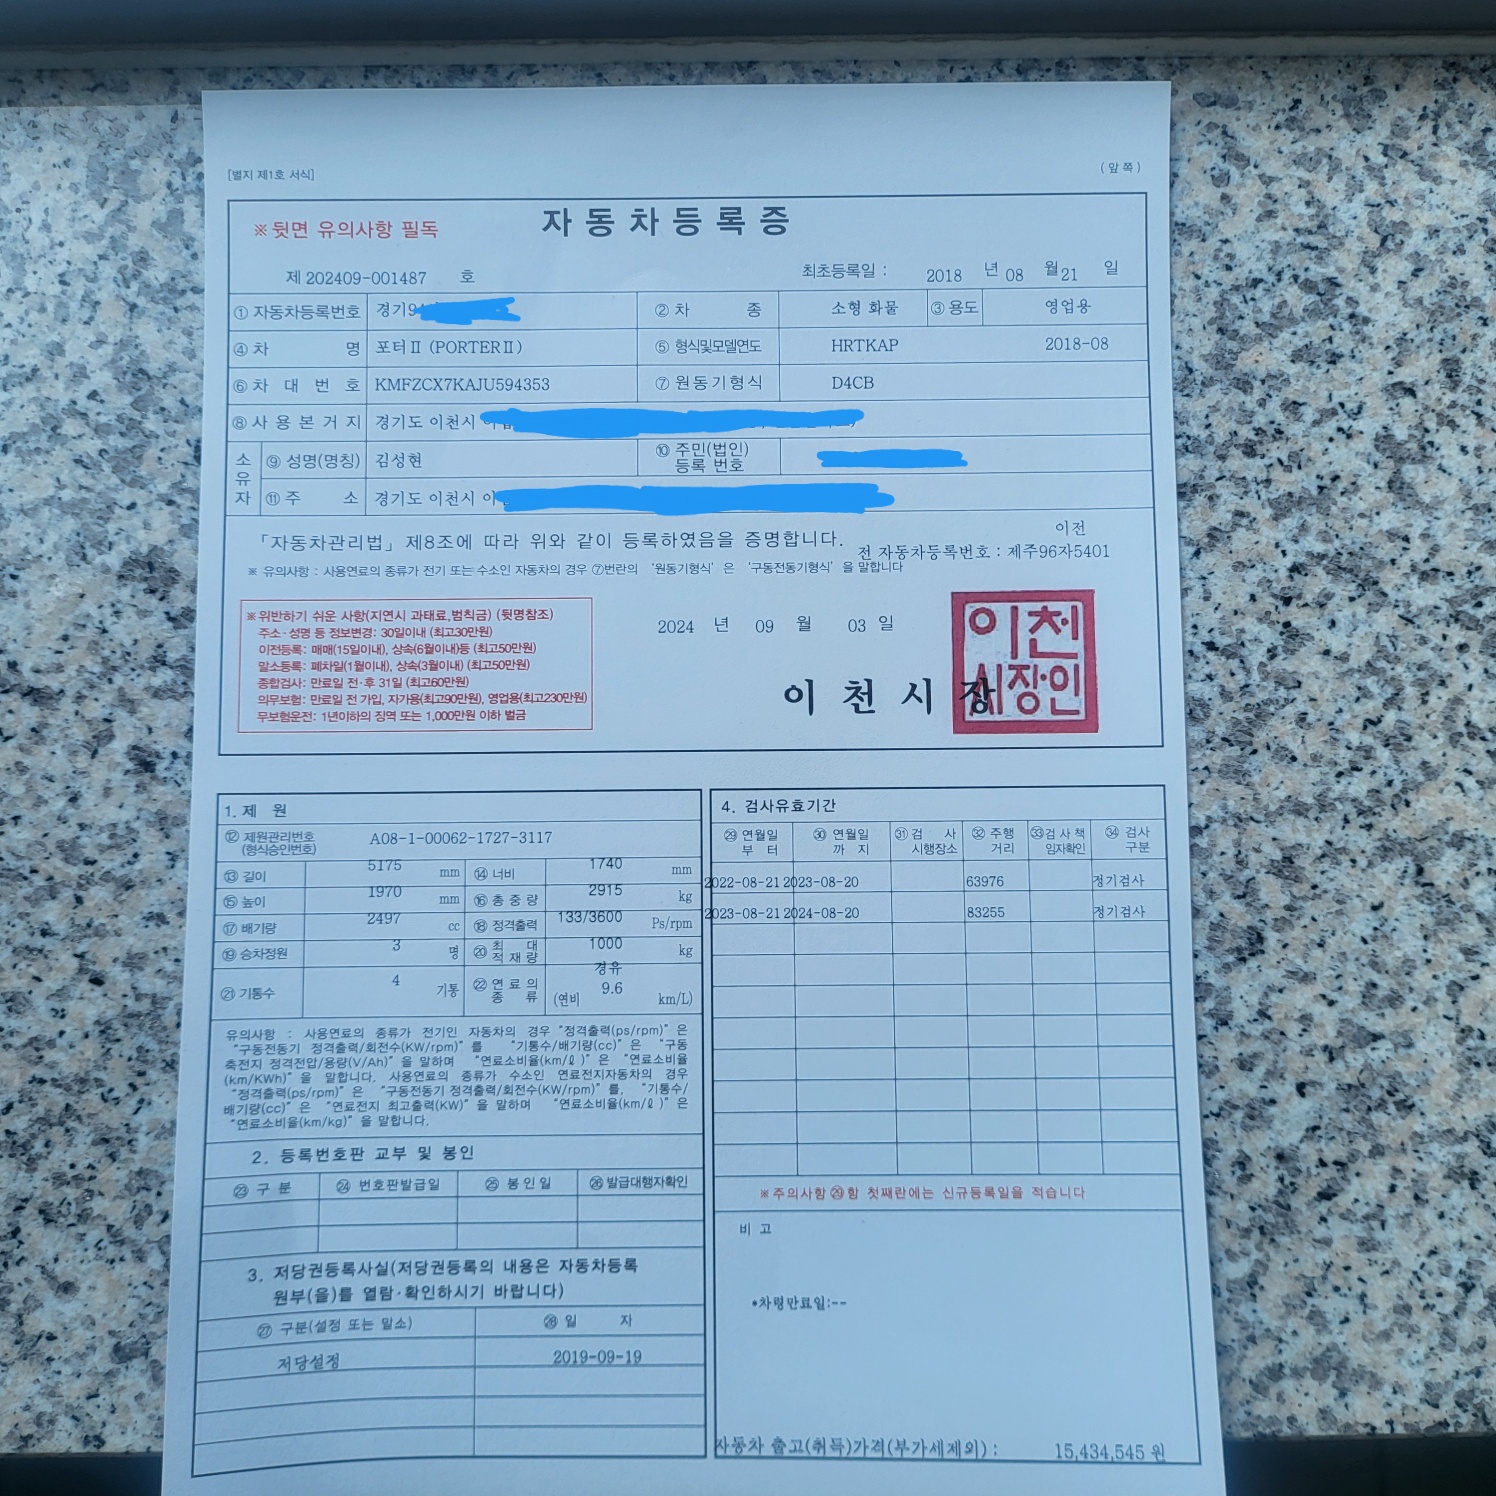 [별지 제1호 서식]
(앞 쪽)
※ 뒷면 유의사항 필독
자동차등록증
제 202409-001487 호
최초등록일 : 2018 년 08 월 21 일
① 자동차등록번호 경기9
② 차 종 소형 화물 ③ 용도 영업용
④ 차 명 포터Ⅱ (PORTERⅡ)
⑤ 형식및모델연도 HRTKAP 2018-08
⑥ 차 대 번 호 KMFZCX7KAJU594353
⑦ 원동기형식 D4CB
⑧ 사 용 본 거 지 경기도 이천시
소유자
⑨ 성명(명칭) 김성현
⑩ 주민(법인)
등록 번호
⑪ 주 소 경기도 이천시
「자동차관리법」 제8조에 따라 위와 같이 등록하였음을 증명합니다.
이전
전 자동차등록번호 : 제주96자5401
※ 유의사항 : 사용연료의 종류가 전기 또는 수소인 자동차의 경우 ⑦번란의 '원동기형식' 은 '구동전동기형식' 을 말합니다
※위반하기 쉬운 사항(지연시 과태료,범칙금) (뒷명참조)
주소·성명 등 정보변경: 30일이내 (최고30만원)
이전등록: 매매(15일이내), 상속(6월이내)등 (최고50만원)
말소등록: 폐차일(1월이내), 상속(3월이내) (최고50만원)
종합검사: 만료일 전·후 31일 (최고60만원)
의무보험: 만료일 전 가입, 자가용(최고90만원), 영업용(최고230만원)
무보험운전: 1년이하의 징역 또는 1,000만원 이하 벌금
2024 년 09 월 03 일
이 천 시 장
이천
시장인
1. 제 원
⑫ 제원관리번호
(형식승인번호) A08-1-00062-1727-3117
⑬ 길이 5175 mm ⑭ 너비 1740 mm
⑮ 높이 1970 mm ⑯ 총 중 량 2915 kg
⑰ 배기량 2497 cc ⑱ 정격출력 133/3600 Ps/rpm
⑲ 승차정원 3 명 ⑳ 최 대 적 재 량 1000 kg
㉑ 기통수 4 기통 ㉒ 연 료 의 종 류 경유
(연비 9.6 km/L)
유의사항 : 사용연료의 종류가 전기인 자동차의 경우 "정격출력(ps/rpm)" 은
"구동전동기 정격출력/회전수(KW/rpm)" 를 "기통수/배기량(cc)" 은 "구동
축전지 정격전압/용량(V/Ah)" 을 말하며 "연료소비율(km/ℓ)" 은 "연료소비율
(km/KWh)" 을 말합니다. 사용연료의 종류가 수소인 연료전지자동차의 경우
"정격출력(ps/rpm)" 은 "구동전동기 정격출력/회전수(KW/rpm)" 를, "기통수/
배기량(cc)" 은 "연료전지 최고출력(KW)" 을 말하며 "연료소비율(km/ℓ)" 은
"연료소비율(km/kg)" 을 말합니다.
2. 등록번호판 교부 및 봉인
㉓ 구 분 ㉔ 번호판발급일 ㉕ 봉 인 일 ㉖ 발급대행자확인
3. 저당권등록사실(저당권등록의 내용은 자동차등록
원부(을)를 열람·확인하시기 바랍니다)
㉗ 구분(설정 또는 말소) ㉘ 일 자
저당설정 2019-09-19
4. 검사유효기간
㉙ 연월일 부 터 ㉚ 연월일 까 지 ㉛ 검 사 시행장소 ㉜ 주행 거리 ㉝ 검 사 책 임자확인 ㉞ 검사 구분
2022-08-21 2023-08-20 63976 정기검사
2023-08-21 2024-08-20 83255 정기검사
※주의사항 ㉙항 첫째란에는 신규등록일을 적습니다
비 고
*차령만료일:--
자동차 출고(취득)가격(부가세제외) : 15,434,545 원